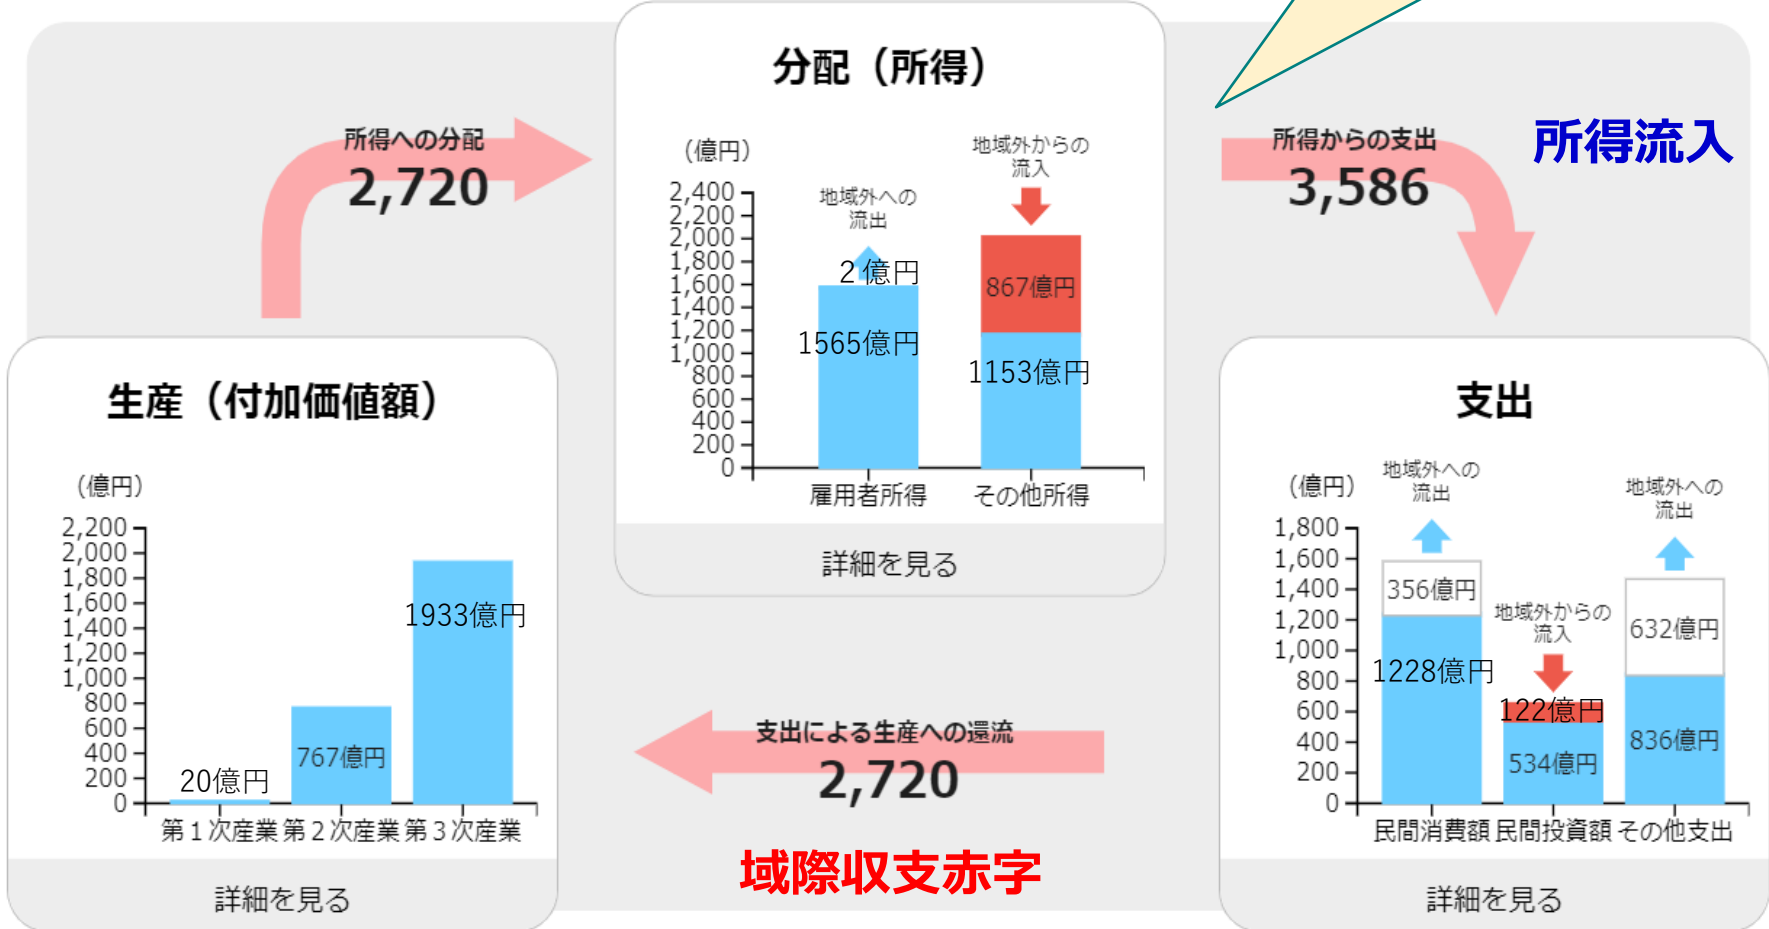 分配（所得）
所得への分配
2,720
（億円）
地域外への
流出
地域外からの
流入
2,400
2,200
2,000
1,800
1,600
1,400
1,200
1,000
800
600
400
200
0
２億円
1565億円
867億円
1153億円
雇用者所得
その他所得
詳細を見る
所得からの支出
3,586
所得流入
生産（付加価値額）
（億円）
2,200
2,000
1,800
1,600
1,400
1,200
1,000
800
600
400
200
0
20億円
767億円
1933億円
第１次産業
第２次産業
第３次産業
詳細を見る
支出
（億円）
地域外への
流出
地域外からの
流入
地域外への
流出
1,800
1,600
1,400
1,200
1,000
800
600
400
200
0
356億円
1228億円
122億円
534億円
632億円
836億円
民間消費額
民間投資額
その他支出
詳細を見る
支出による生産への還流
2,720
域際収支赤字